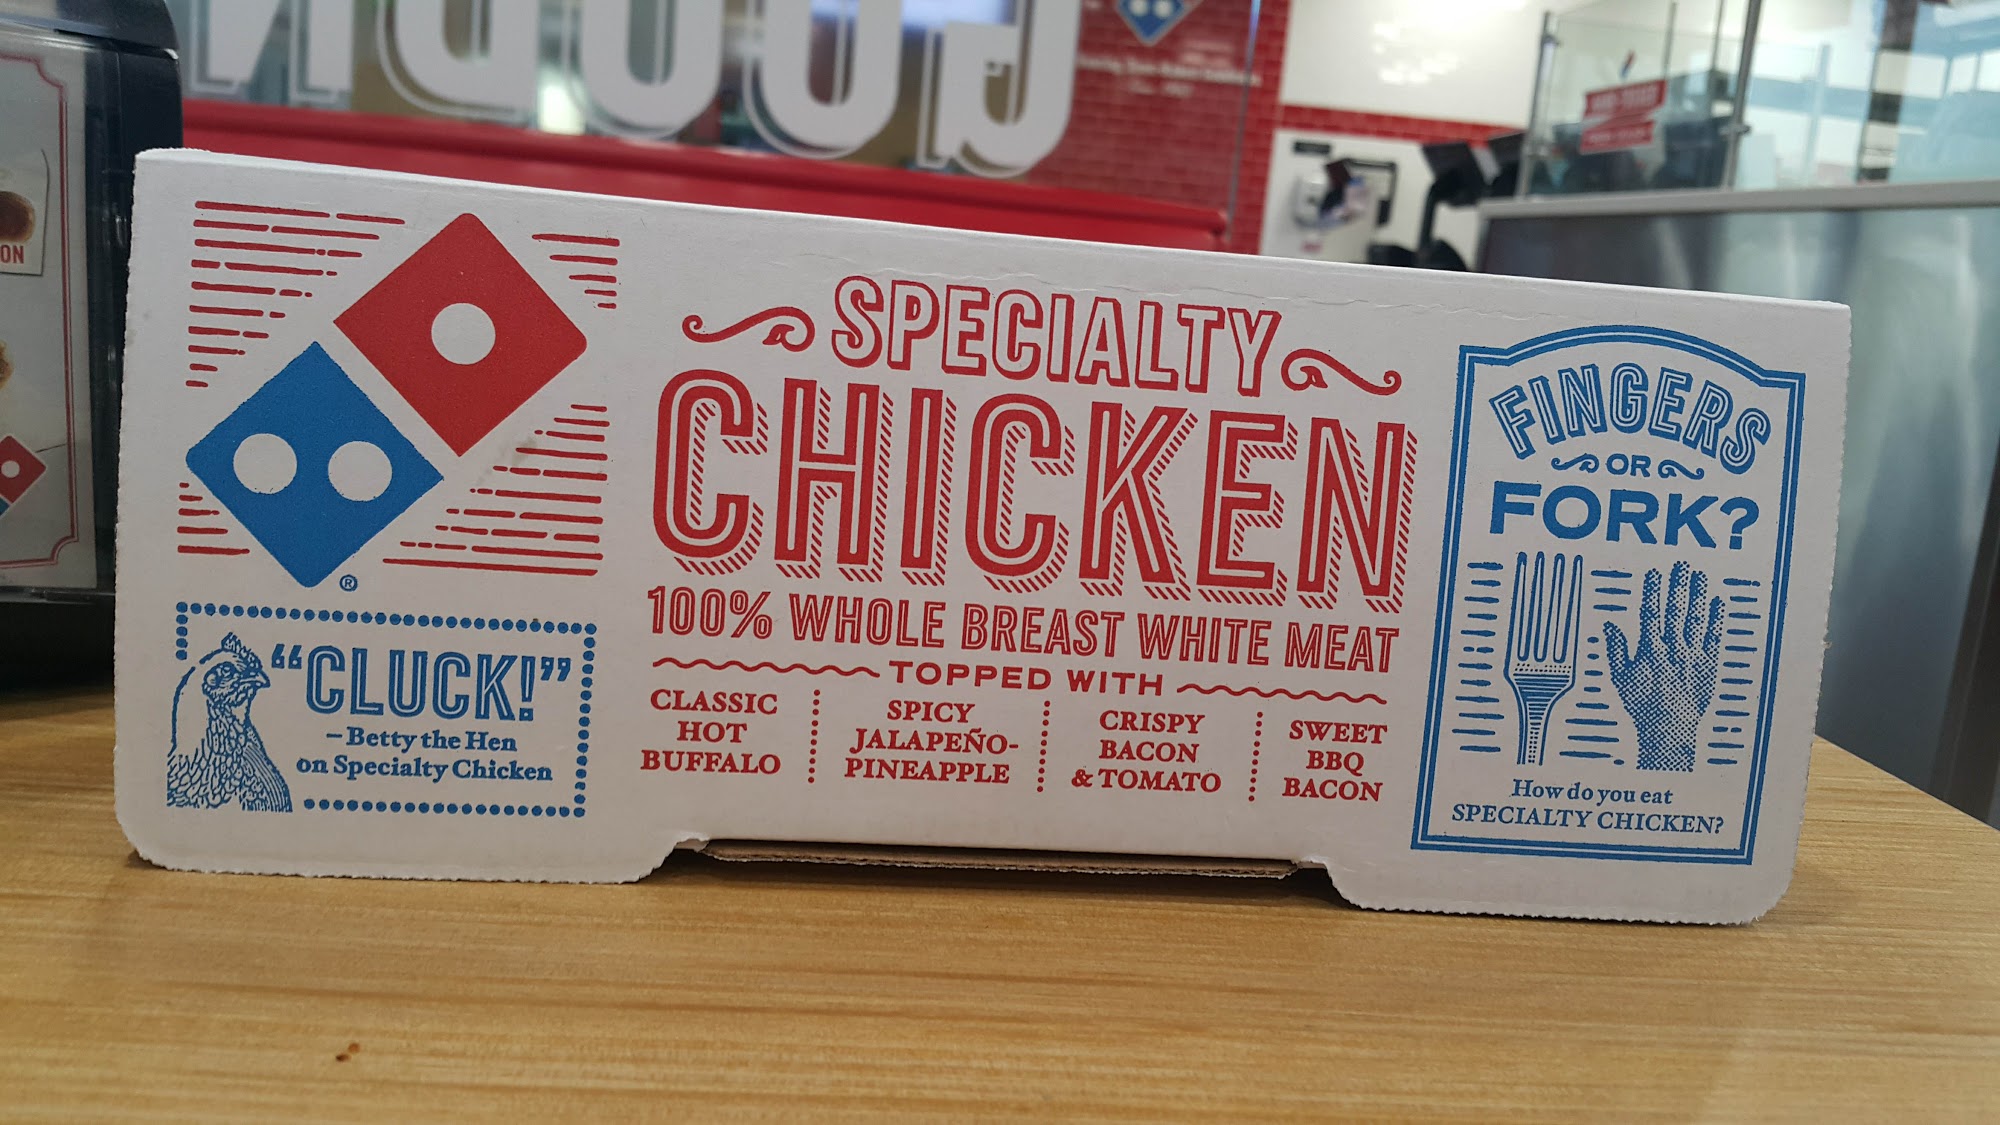 SPECIALTY
CHICKEN
100% WHOLE BREAST WHITE MEAT
TOPPED WITH
CLASSIC
HOT
BUFFALO
SPICY
JALAPEÑO-
PINEAPPLE
CRISPY
BACON
& TOMATO
SWEET
BBQ
BACON
®
"CLUCK!"
– Betty the Hen
on Specialty Chicken
FINGERS
OR
FORK?
How do you eat
SPECIALTY CHICKEN?
ON